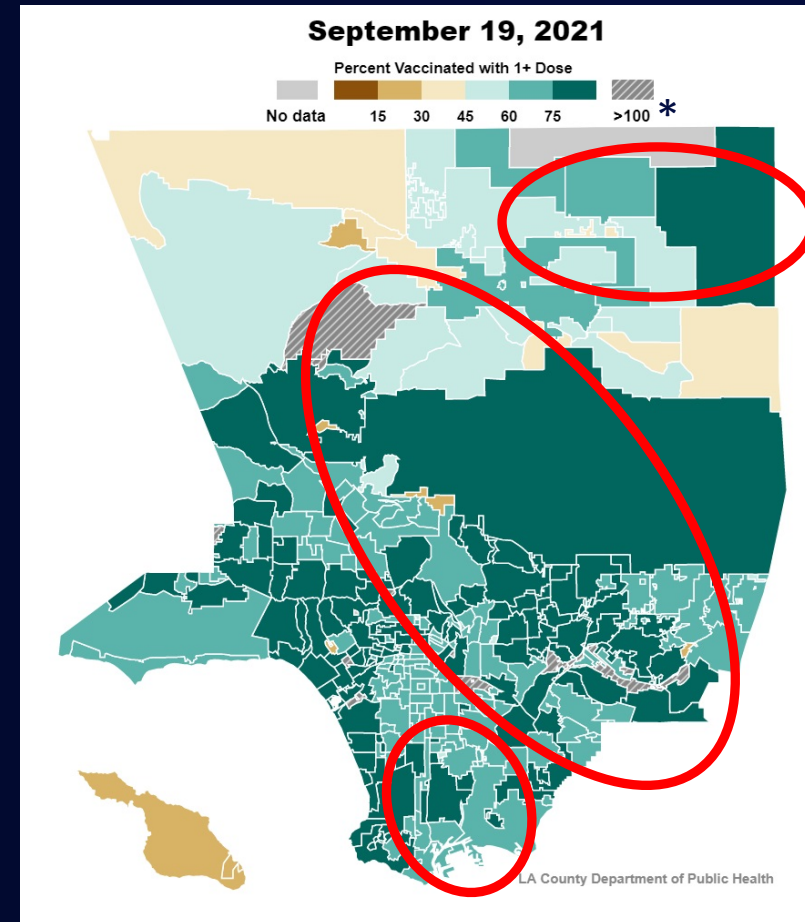 September 19, 2021
Percent Vaccinated with 1+ Dose
No data 15 30 45 60 75 >100 *
LA County Department of Public Health